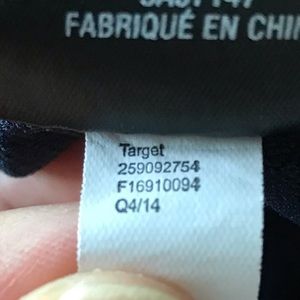 FABRIQUÉ EN CHIN
Target
259092754
F16910094
Q4/14